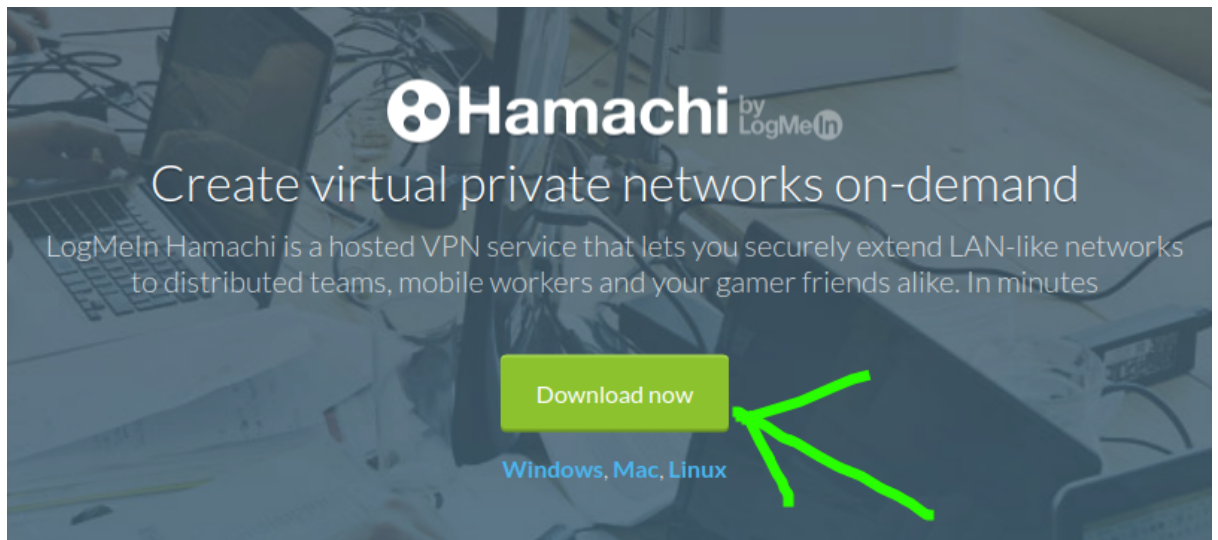 Hamachi by LogMeIn
Create virtual private networks on-demand
LogMeIn Hamachi is a hosted VPN service that lets you securely extend LAN-like networks
to distributed teams, mobile workers and your gamer friends alike. In minutes
Download now
Windows, Mac, Linux